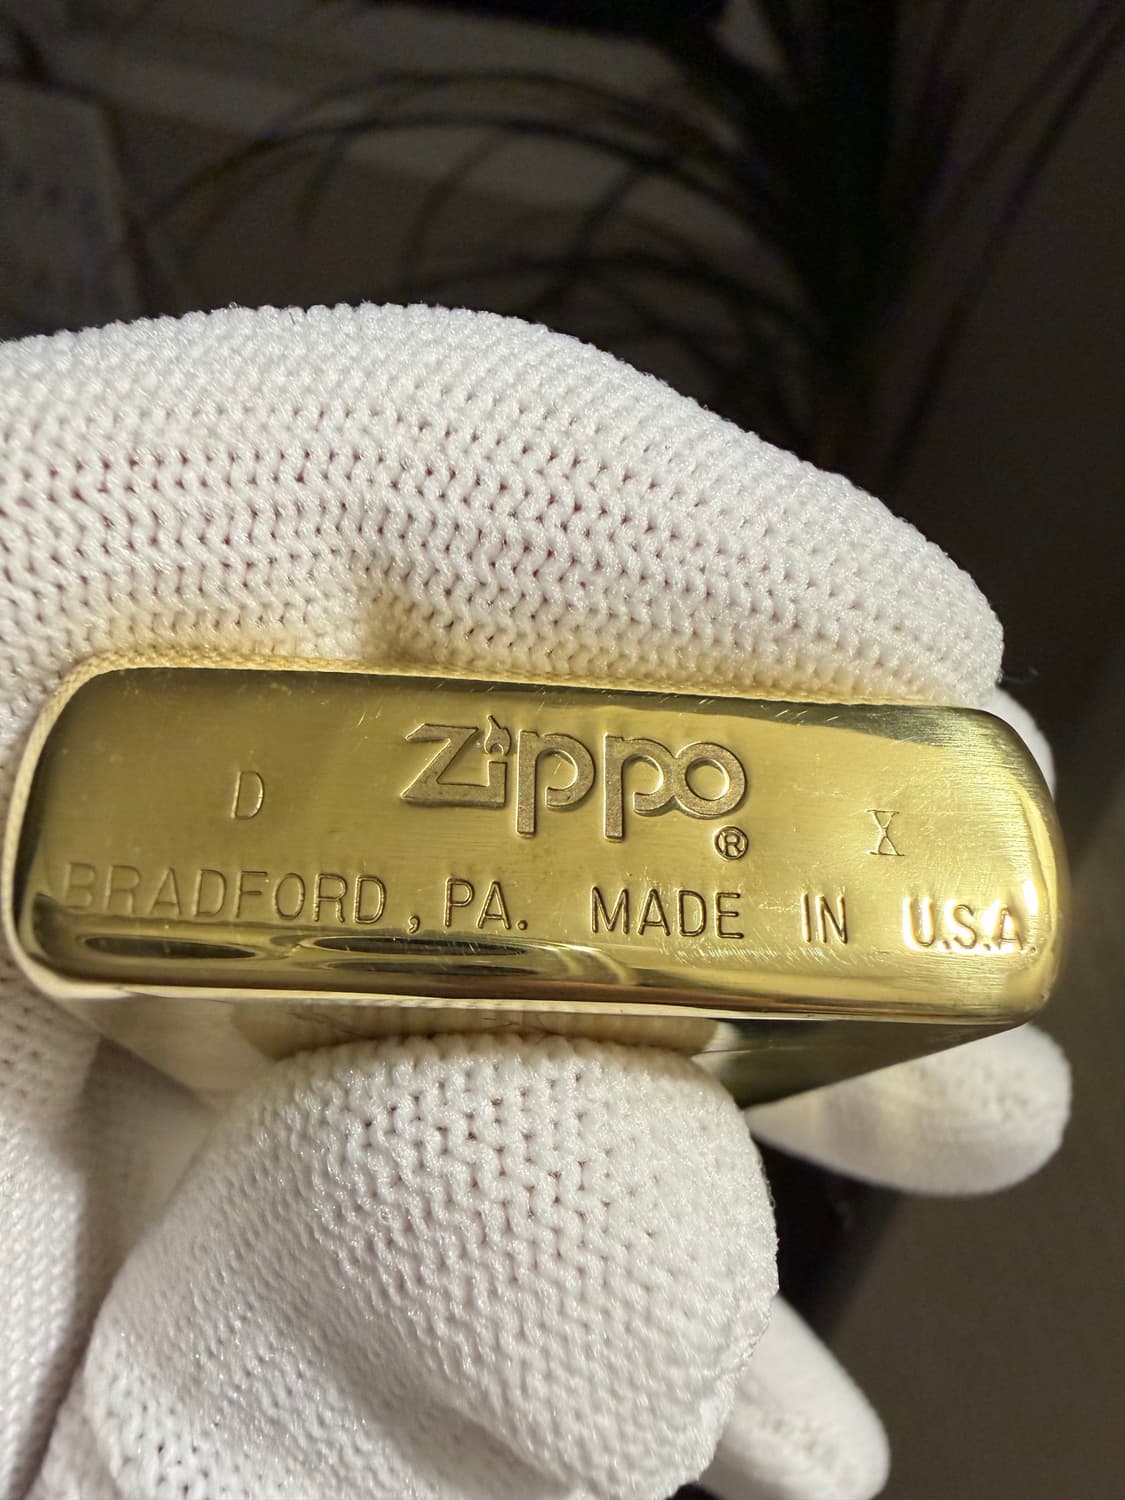 Zippo ®
D X
BRADFORD, PA. MADE IN U.S.A.